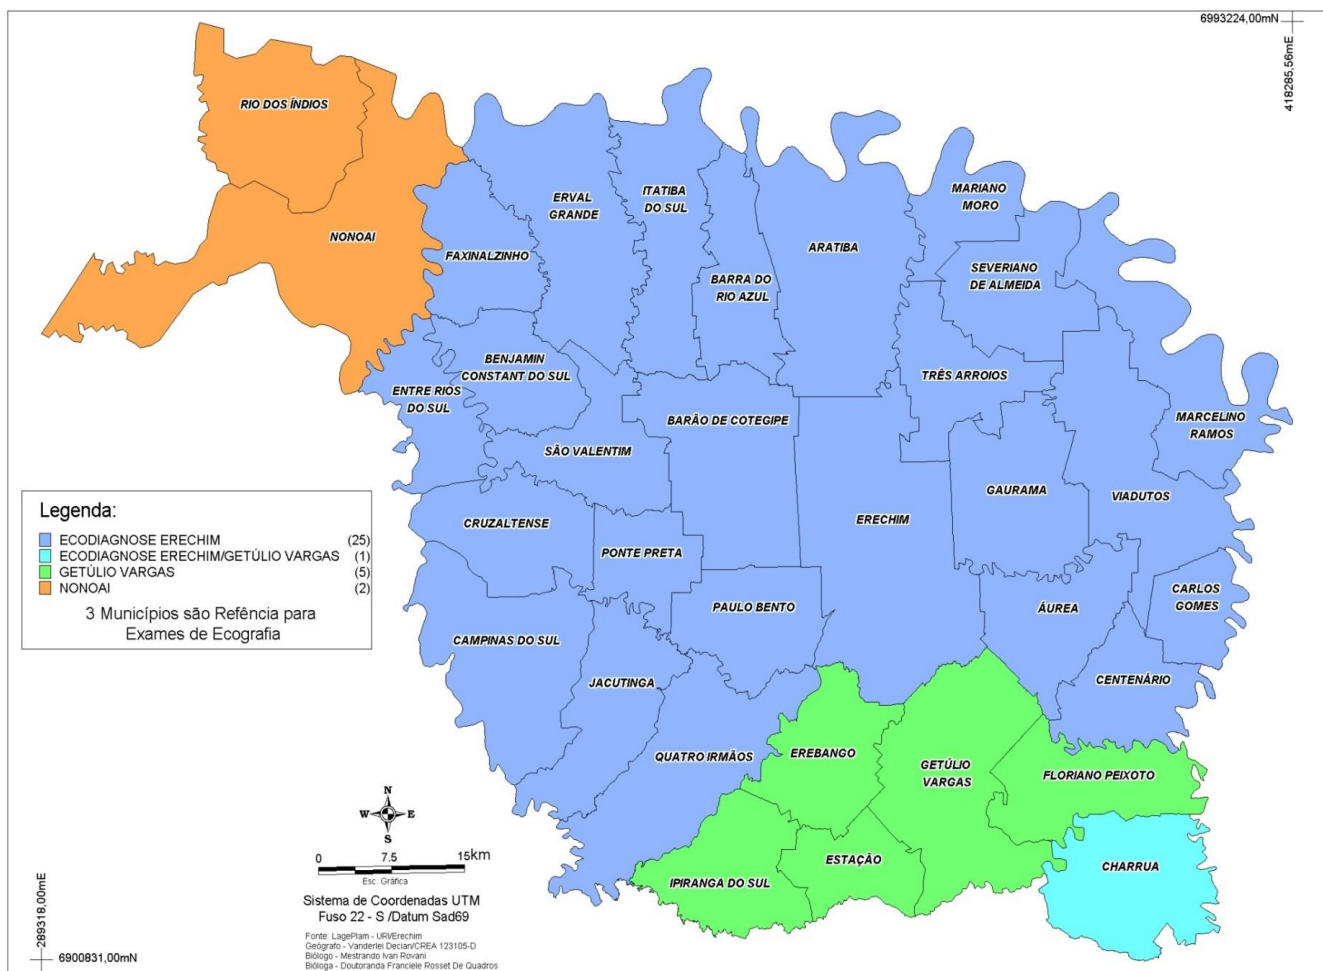 6993224,00mN
418285,56mE
RIO DOS ÍNDIOS
NONOAI
FAXINALZINHO
ERVAL
GRANDE
ITATIBA
DO SUL
BARRA DO
RIO AZUL
ARATIBA
MARIANO
MORO
SEVERIANO
DE ALMEIDA
TRÊS ARROIOS
MARCELINO
RAMOS
ENTRE RIOS
DO SUL
BENJAMIN
CONSTANT DO SUL
SÃO VALENTIM
BARÃO DE COTEGIPE
ERECHIM
GAURAMA
VIADUTOS
CRUZALTENSE
PONTE PRETA
PAULO BENTO
ÁUREA
CARLOS
GOMES
CAMPINAS DO SUL
JACUTINGA
CENTENÁRIO
QUATRO IRMÃOS
EREBANGO
GETÚLIO
VARGAS
FLORIANO PEIXOTO
IPIRANGA DO SUL
ESTAÇÃO
CHARRUA
Legenda:
ECODIAGNOSE ERECHIM (25)
ECODIAGNOSE ERECHIM/GETÚLIO VARGAS (1)
GETÚLIO VARGAS (5)
NONOAI (2)
3 Municípios são Refência para
Exames de Ecografia
N
W E
S
0 7.5 15km
Esc. Gráfica
Sistema de Coordenadas UTM
Fuso 22 - S /Datum Sad69
Fonte: LagePlam - URI/Erechim
Geógrafo - Vanderlei Decian/CREA 123105-D
Biólogo - Mestrando Ivan Rovani
Bióloga - Doutoranda Franciele Rosset De Quadros
289318,00mE
6900831,00mN